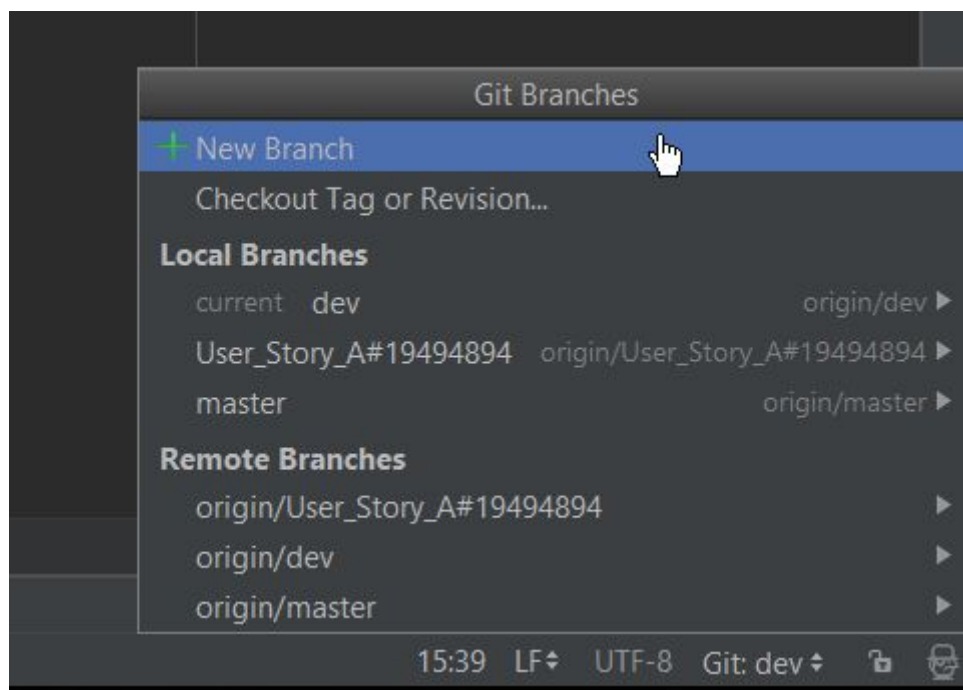 Git Branches
New Branch
Checkout Tag or Revision...
Local Branches
current dev origin/dev
User_Story_A#19494894 origin/User_Story_A#19494894
master origin/master
Remote Branches
origin/User_Story_A#19494894
origin/dev
origin/master
15:39 LF UTF-8 Git: dev